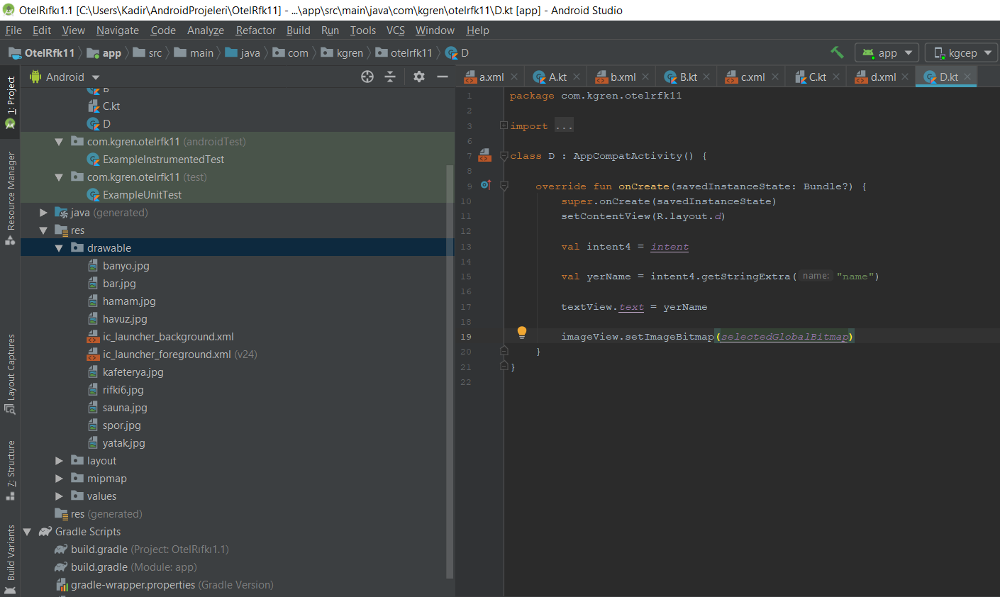 OtelRıfkı1.1 [C:\Users\Kadir\AndroidProjeleri\OtelRfk11] - ...\app\src\main\java\com\kgren\otelrfk11\D.kt [app] - Android Studio
File Edit View Navigate Code Analyze Refactor Build Run Tools VCS Window Help
OtelRfk11 app src main java com kgren otelrfk11 D app kgcep
1: Project
Resource Manager
Layout Captures
7: Structure
Build Variants
Android
B
C.kt
D
com.kgren.otelrfk11 (androidTest)
ExampleInstrumentedTest
com.kgren.otelrfk11 (test)
ExampleUnitTest
java (generated)
res
drawable
banyo.jpg
bar.jpg
hamam.jpg
havuz.jpg
ic_launcher_background.xml
ic_launcher_foreground.xml (v24)
kafeterya.jpg
rifki6.jpg
sauna.jpg
spor.jpg
yatak.jpg
layout
mipmap
values
res (generated)
Gradle Scripts
build.gradle (Project: OtelRıfkı1.1)
build.gradle (Module: app)
gradle-wrapper.properties (Gradle Version)
a.xml A.kt b.xml B.kt c.xml C.kt d.xml D.kt
1 package com.kgren.otelrfk11
2
3 import ...
6
7 class D : AppCompatActivity() {
8
9 override fun onCreate(savedInstanceState: Bundle?) {
10 super.onCreate(savedInstanceState)
11 setContentView(R.layout.d)
12
13 val intent4 = intent
14
15 val yerName = intent4.getStringExtra( name: "name")
16
17 textView.text = yerName
18
19 imageView.setImageBitmap(selectedGlobalBitmap)
20 }
21 }
22